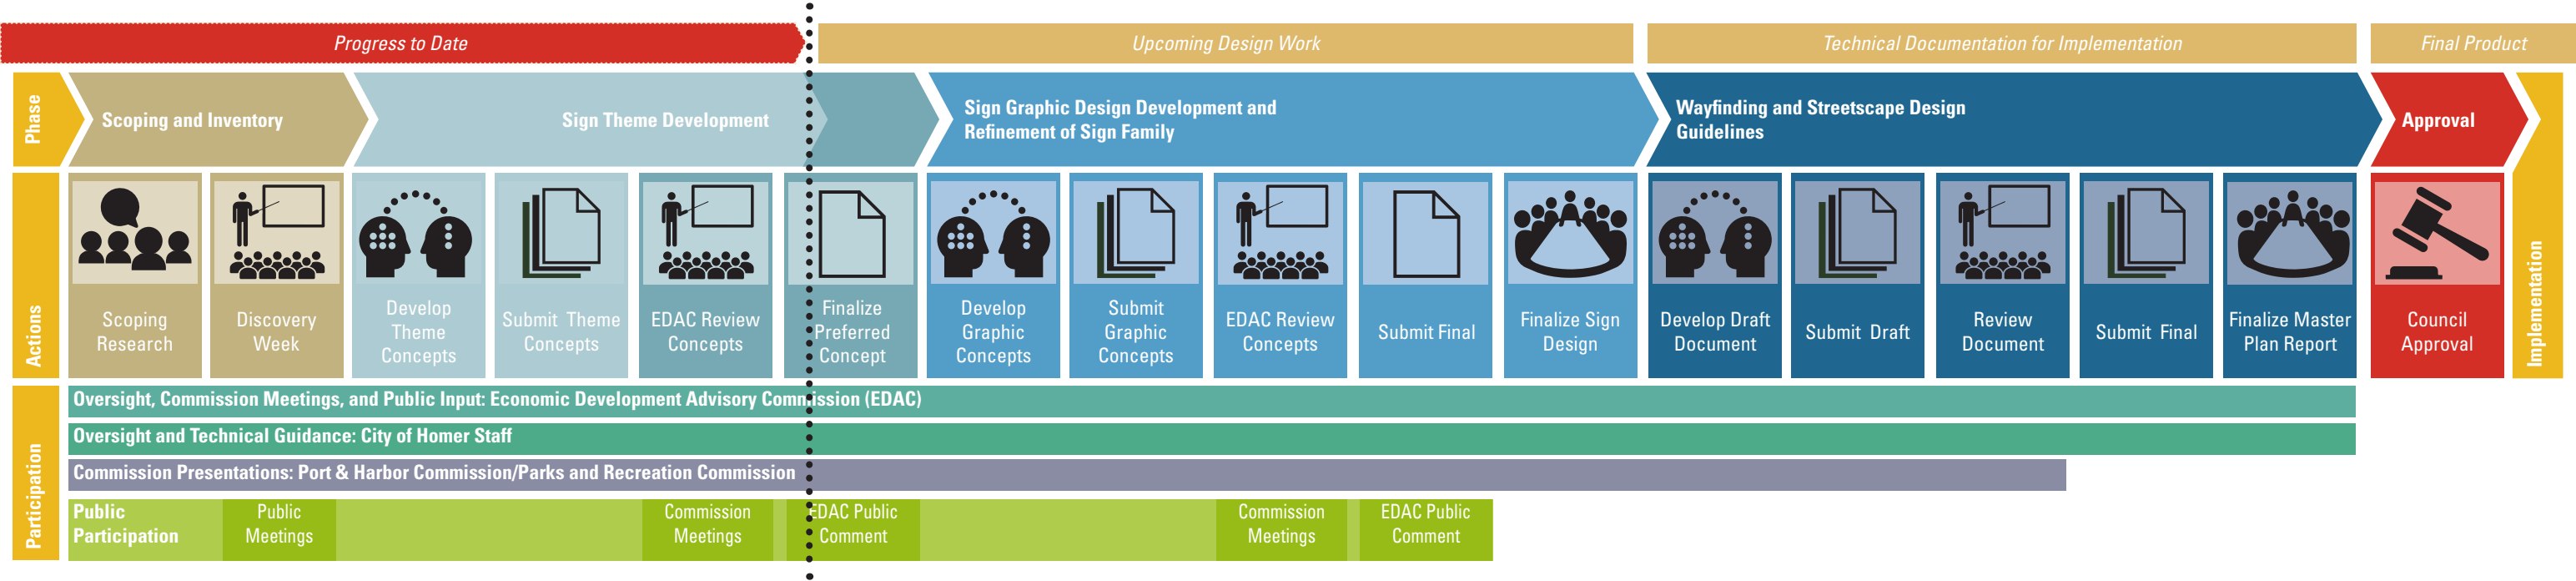 Progress to Date
Upcoming Design Work
Technical Documentation for Implementation
Final Product
Phase
Scoping and Inventory
Sign Theme Development
Sign Graphic Design Development and
Refinement of Sign Family
Wayfinding and Streetscape Design
Guidelines
Approval
Implementation
Actions
Scoping
Research
Discovery
Week
Develop
Theme
Concepts
Submit Theme
Concepts
EDAC Review
Concepts
Finalize
Preferred
Concept
Develop
Graphic
Concepts
Submit
Graphic
Concepts
EDAC Review
Concepts
Submit Final
Finalize Sign
Design
Develop Draft
Document
Submit Draft
Review
Document
Submit Final
Finalize Master
Plan Report
Council
Approval
Participation
Oversight, Commission Meetings, and Public Input: Economic Development Advisory Commission (EDAC)
Oversight and Technical Guidance: City of Homer Staff
Commission Presentations: Port & Harbor Commission/Parks and Recreation Commission
Public
Participation
Public
Meetings
Commission
Meetings
EDAC Public
Comment
Commission
Meetings
EDAC Public
Comment